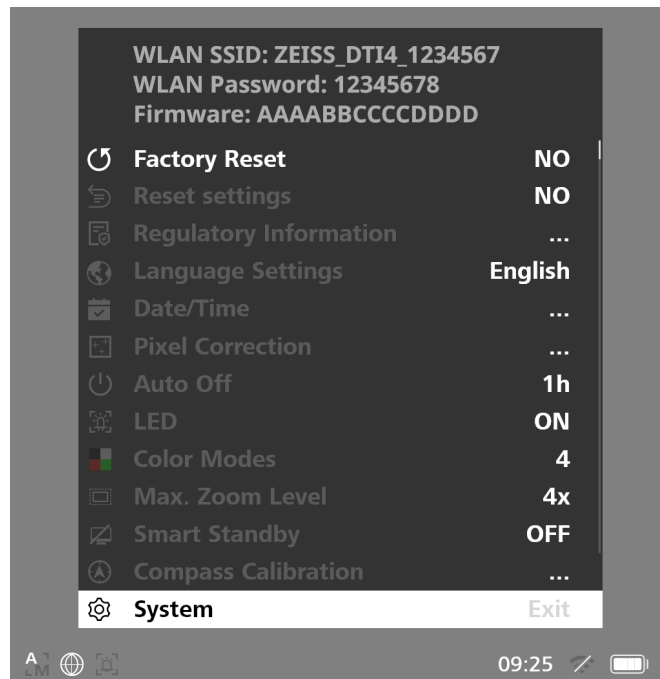 WLAN SSID: ZEISS_DTI4_1234567
WLAN Password: 12345678
Firmware: AAAABBCCCCDDDD
Factory Reset NO
Reset settings NO
Regulatory Information ...
Language Settings English
Date/Time ...
Pixel Correction ...
Auto Off 1h
LED ON
Color Modes 4
Max. Zoom Level 4x
Smart Standby OFF
Compass Calibration ...
System Exit
A M 09:25